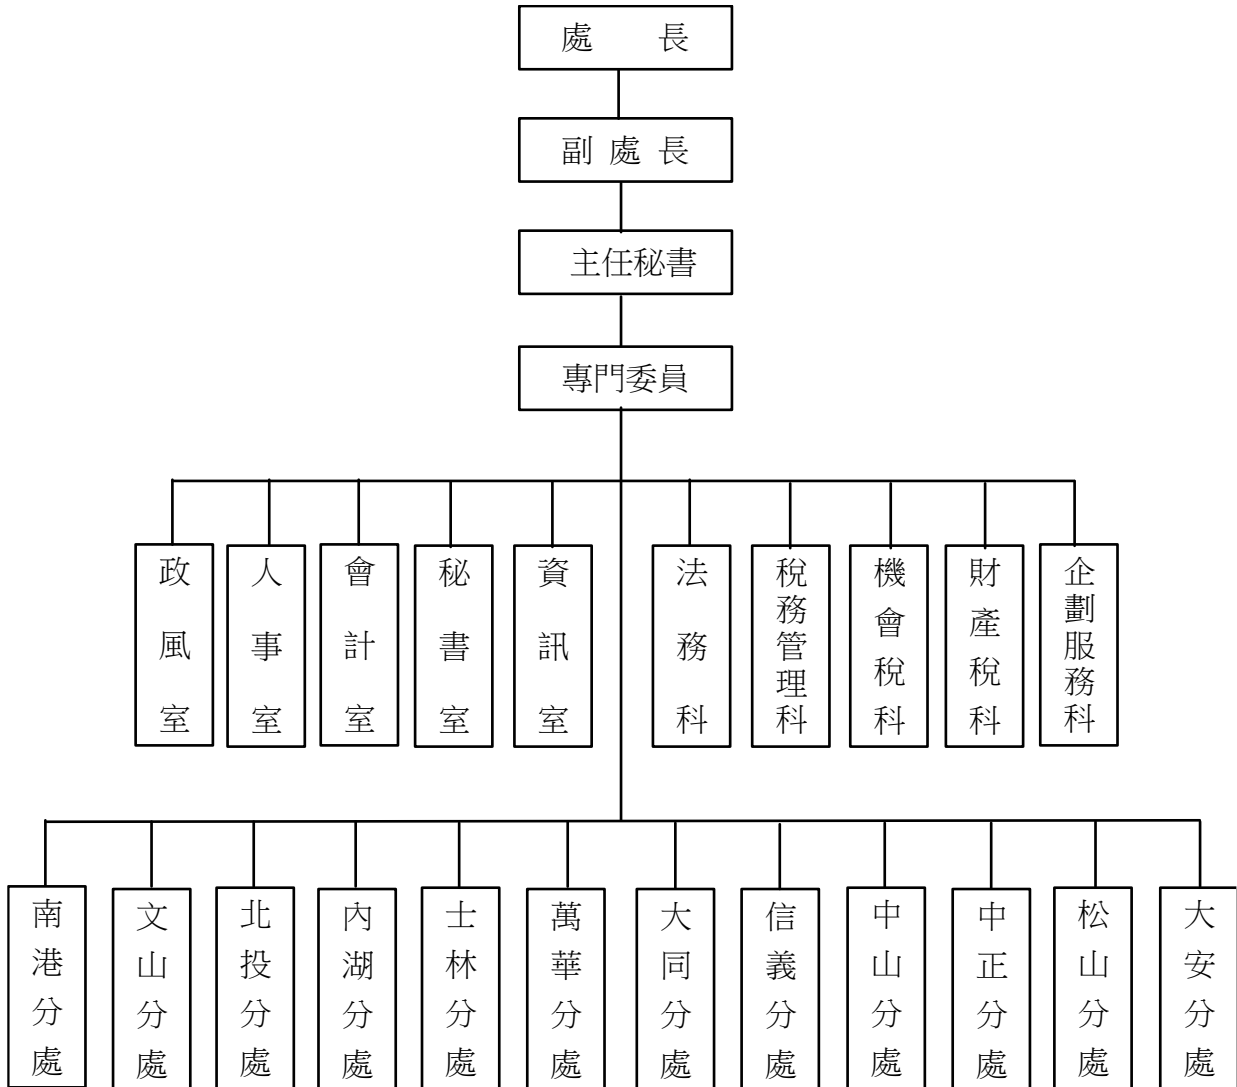 處 長
副 處 長
主任秘書
專門委員
政風室
人事室
會計室
秘書室
資訊室
法務科
稅務管理科
機會稅科
財產稅科
企劃服務科
南港分處
文山分處
北投分處
內湖分處
士林分處
萬華分處
大同分處
信義分處
中山分處
中正分處
松山分處
大安分處